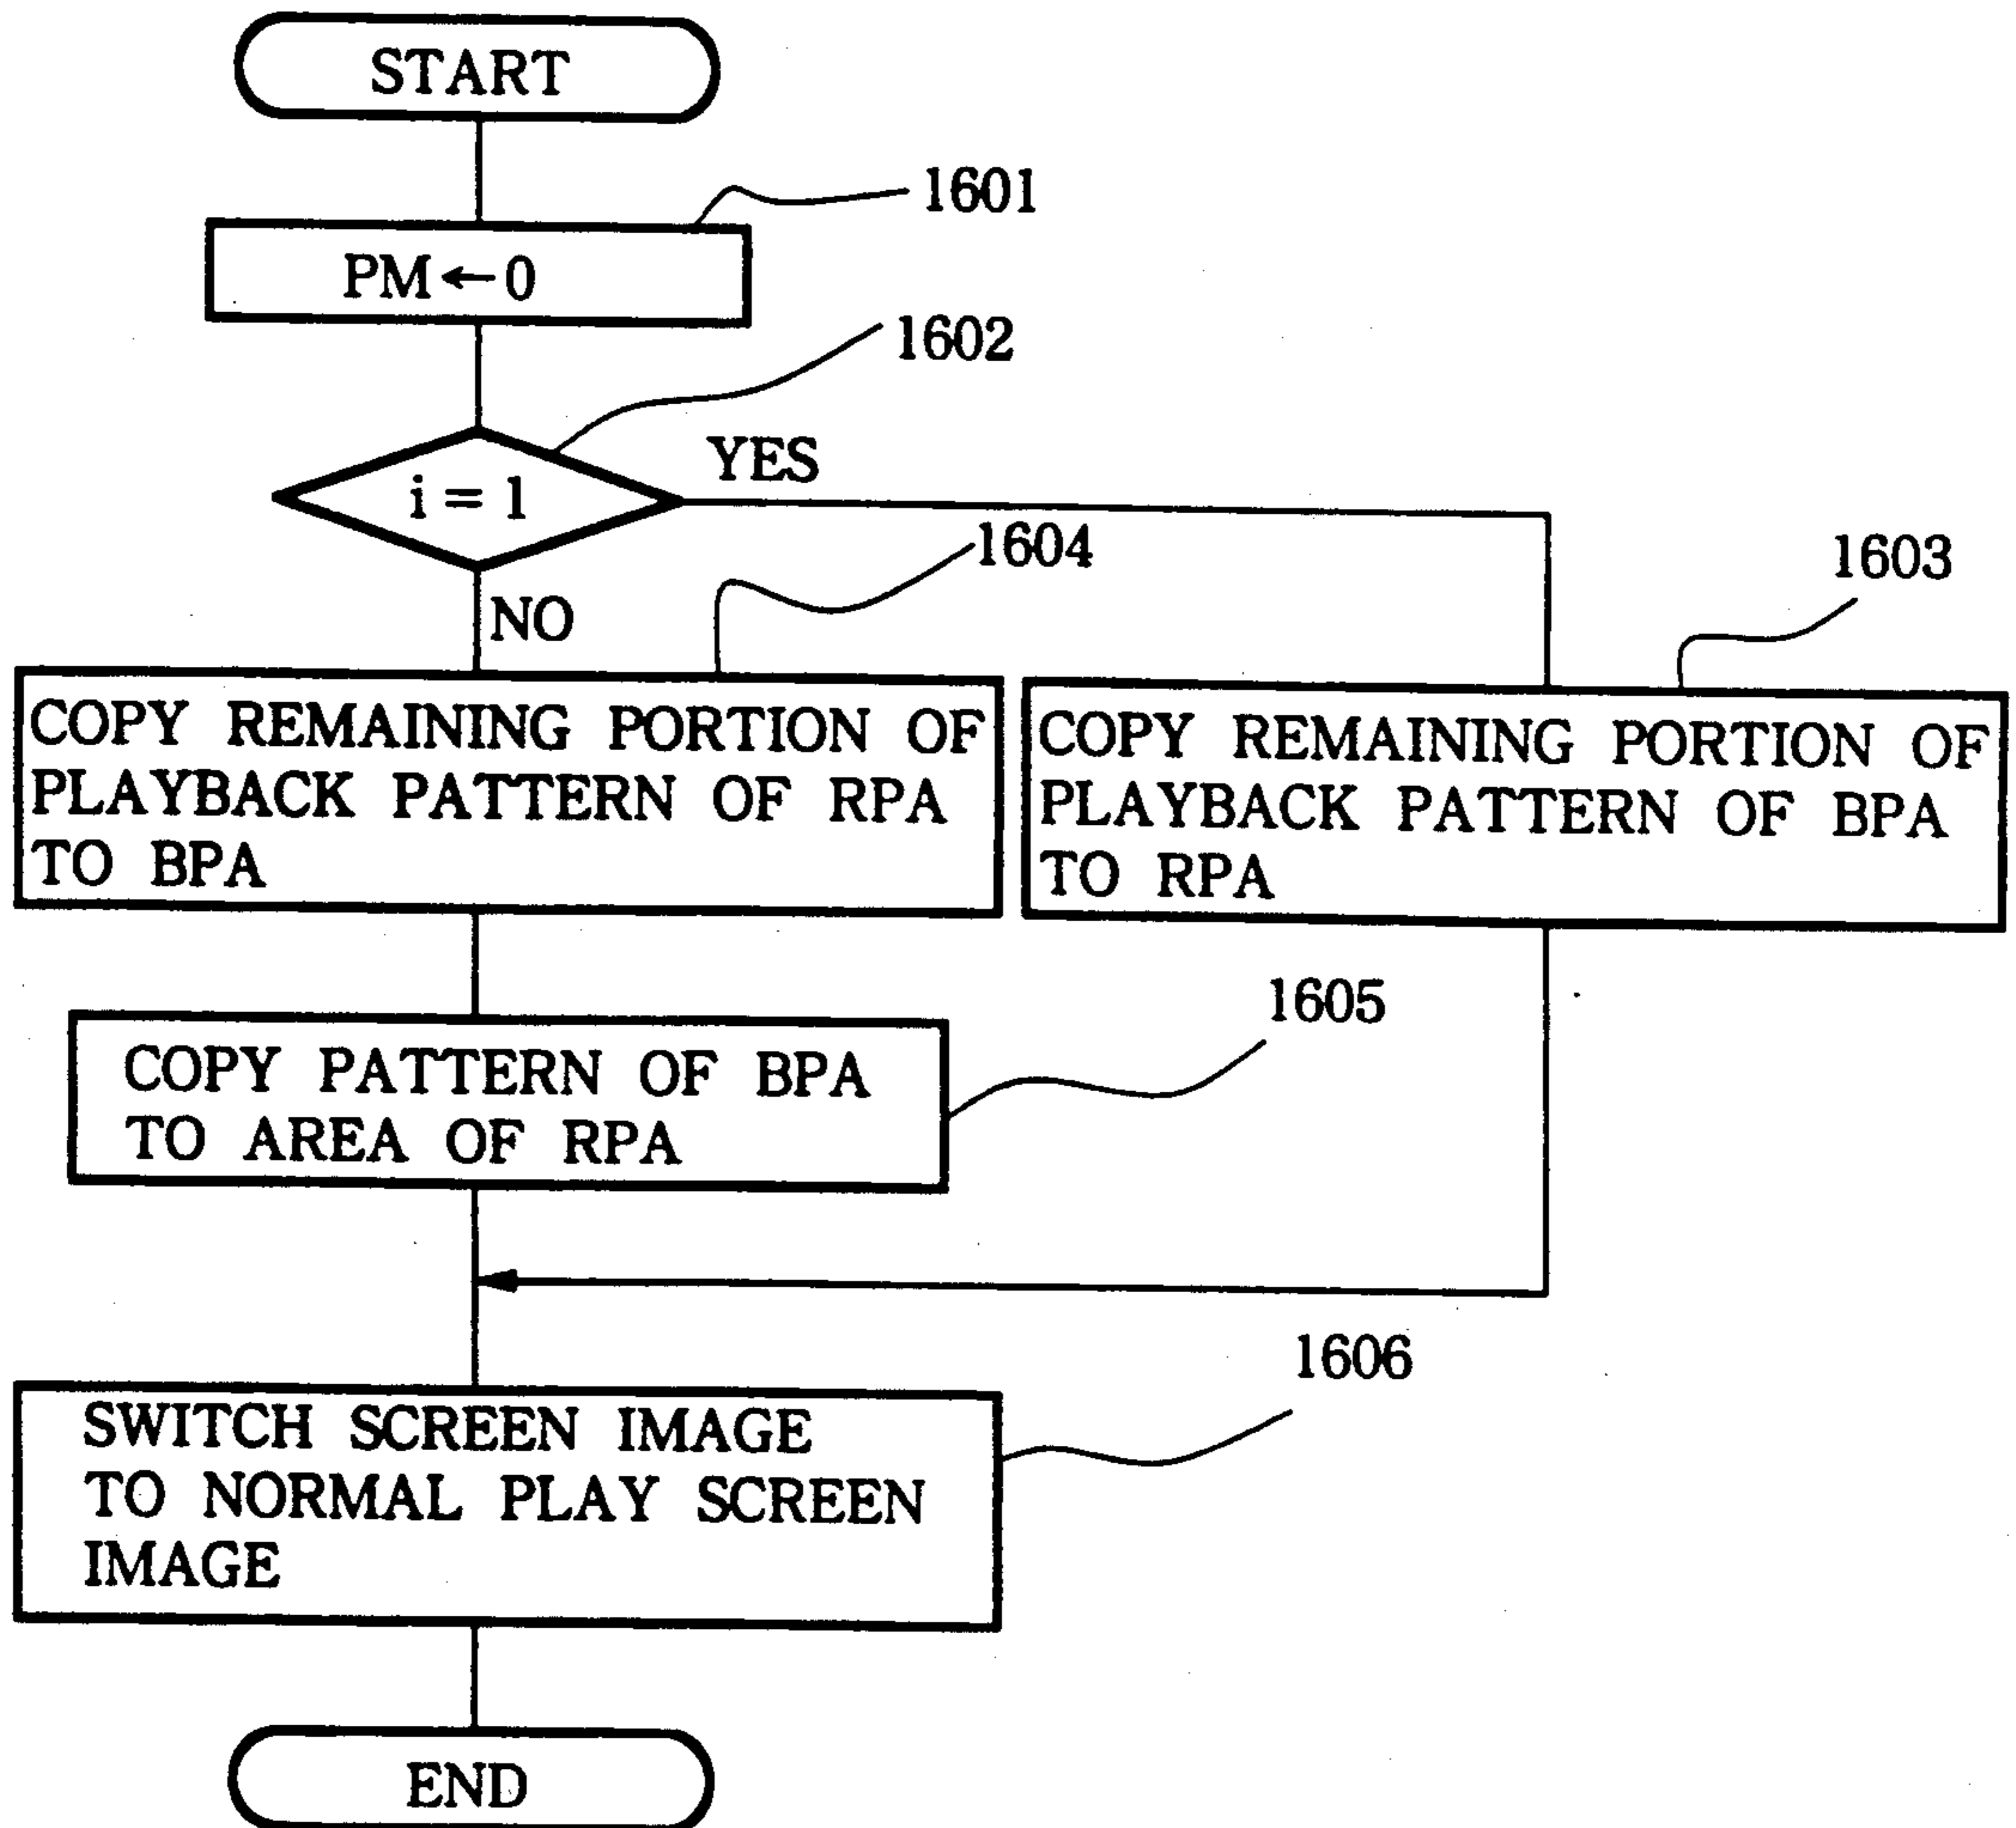 START
1601
PM←0
1602
i = 1
YES
NO
1604
1603
COPY REMAINING PORTION OF
PLAYBACK PATTERN OF RPA
TO BPA
COPY REMAINING PORTION OF
PLAYBACK PATTERN OF BPA
TO RPA
1605
COPY PATTERN OF BPA
TO AREA OF RPA
1606
SWITCH SCREEN IMAGE
TO NORMAL PLAY SCREEN
IMAGE
END